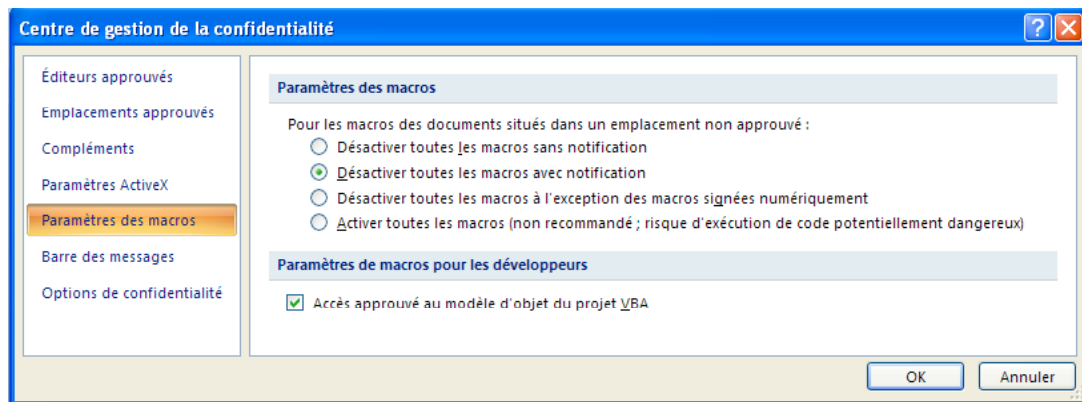 Centre de gestion de la confidentialité
Éditeurs approuvés
Emplacements approuvés
Compléments
Paramètres ActiveX
Paramètres des macros
Barre des messages
Options de confidentialité
Paramètres des macros
Pour les macros des documents situés dans un emplacement non approuvé :
Désactiver toutes les macros sans notification
Désactiver toutes les macros avec notification
Désactiver toutes les macros à l'exception des macros signées numériquement
Activer toutes les macros (non recommandé ; risque d'exécution de code potentiellement dangereux)
Paramètres de macros pour les développeurs
Accès approuvé au modèle d'objet du projet VBA
OK Annuler